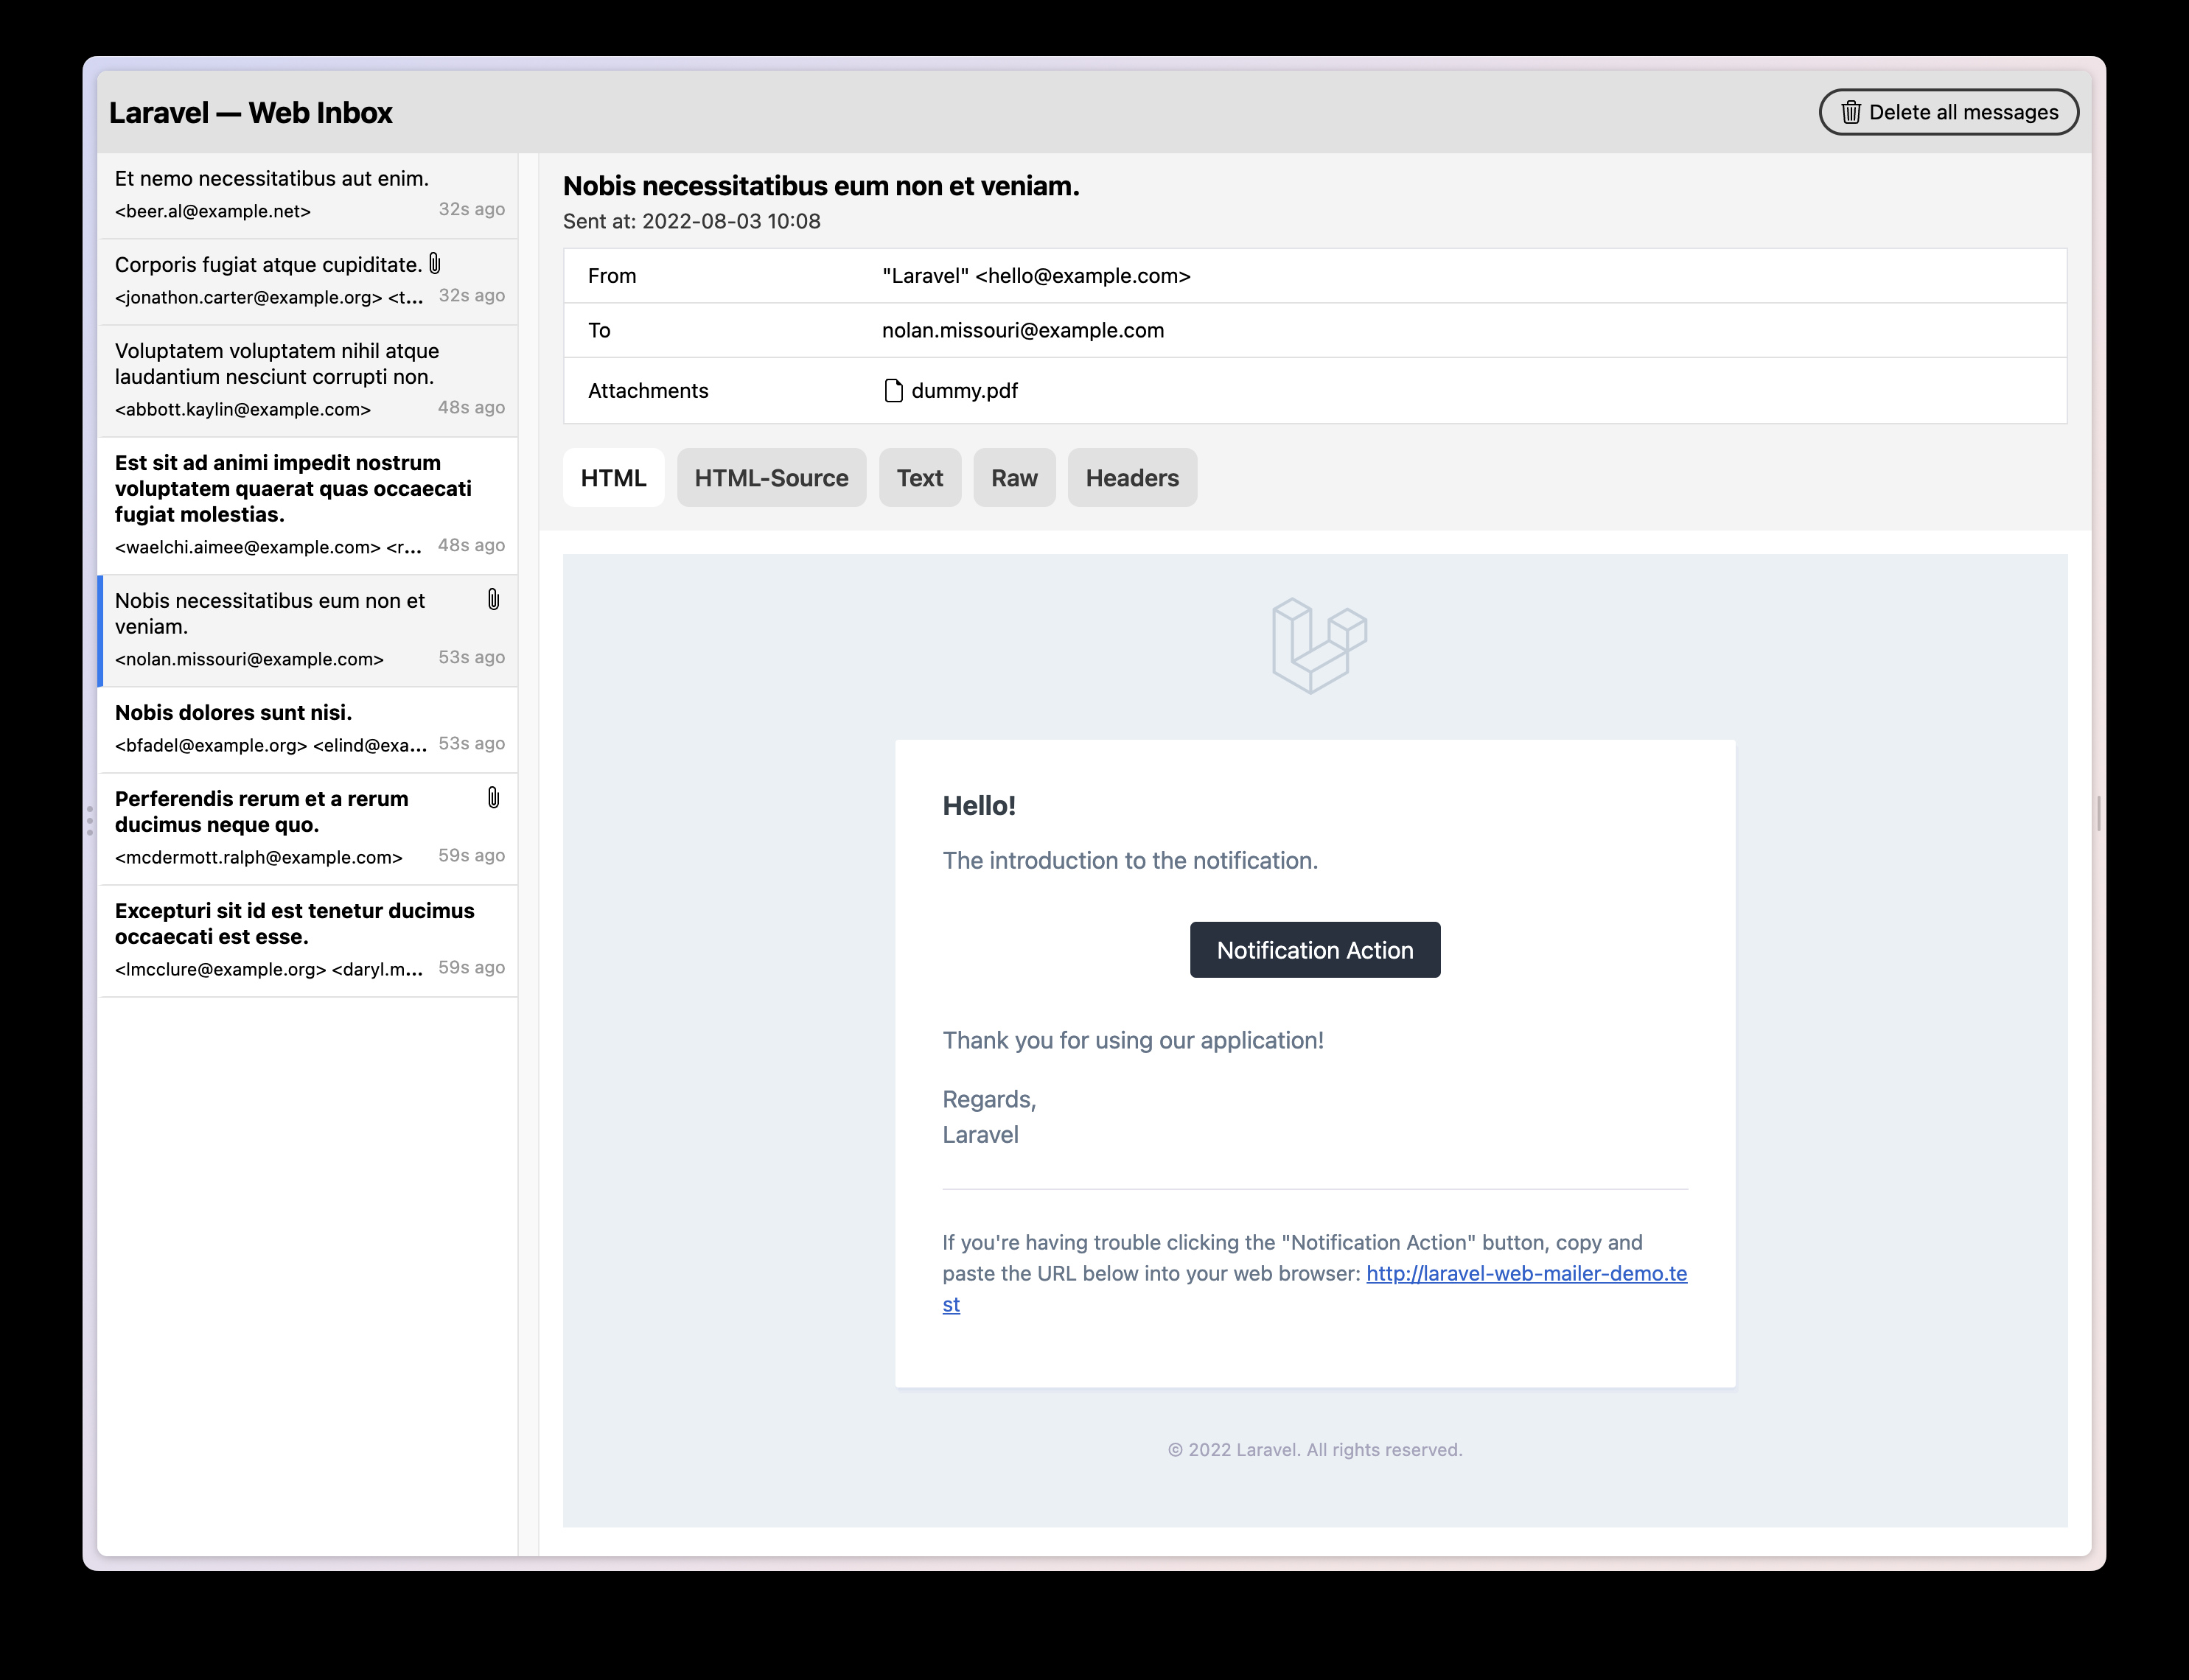 Laravel — Web Inbox
Delete all messages
Et nemo necessitatibus aut enim.
<beer.al@example.net> 32s ago
Corporis fugiat atque cupiditate.
<jonathon.carter@example.org> <t... 32s ago
Voluptatem voluptatem nihil atque
laudantium nesciunt corrupti non.
<abbott.kaylin@example.com> 48s ago
Est sit ad animi impedit nostrum
voluptatem quaerat quas occaecati
fugiat molestias.
<waelchi.aimee@example.com> <r... 48s ago
Nobis necessitatibus eum non et
veniam.
<nolan.missouri@example.com> 53s ago
Nobis dolores sunt nisi.
<bfadel@example.org> <elind@exa... 53s ago
Perferendis rerum et a rerum
ducimus neque quo.
<mcdermott.ralph@example.com> 59s ago
Excepturi sit id est tenetur ducimus
occaecati est esse.
<lmcclure@example.org> <daryl.m... 59s ago
Nobis necessitatibus eum non et veniam.
Sent at: 2022-08-03 10:08
From "Laravel" <hello@example.com>
To nolan.missouri@example.com
Attachments dummy.pdf
HTML HTML-Source Text Raw Headers
Hello!
The introduction to the notification.
Notification Action
Thank you for using our application!
Regards,
Laravel
If you're having trouble clicking the "Notification Action" button, copy and
paste the URL below into your web browser: http://laravel-web-mailer-demo.te
st
© 2022 Laravel. All rights reserved.